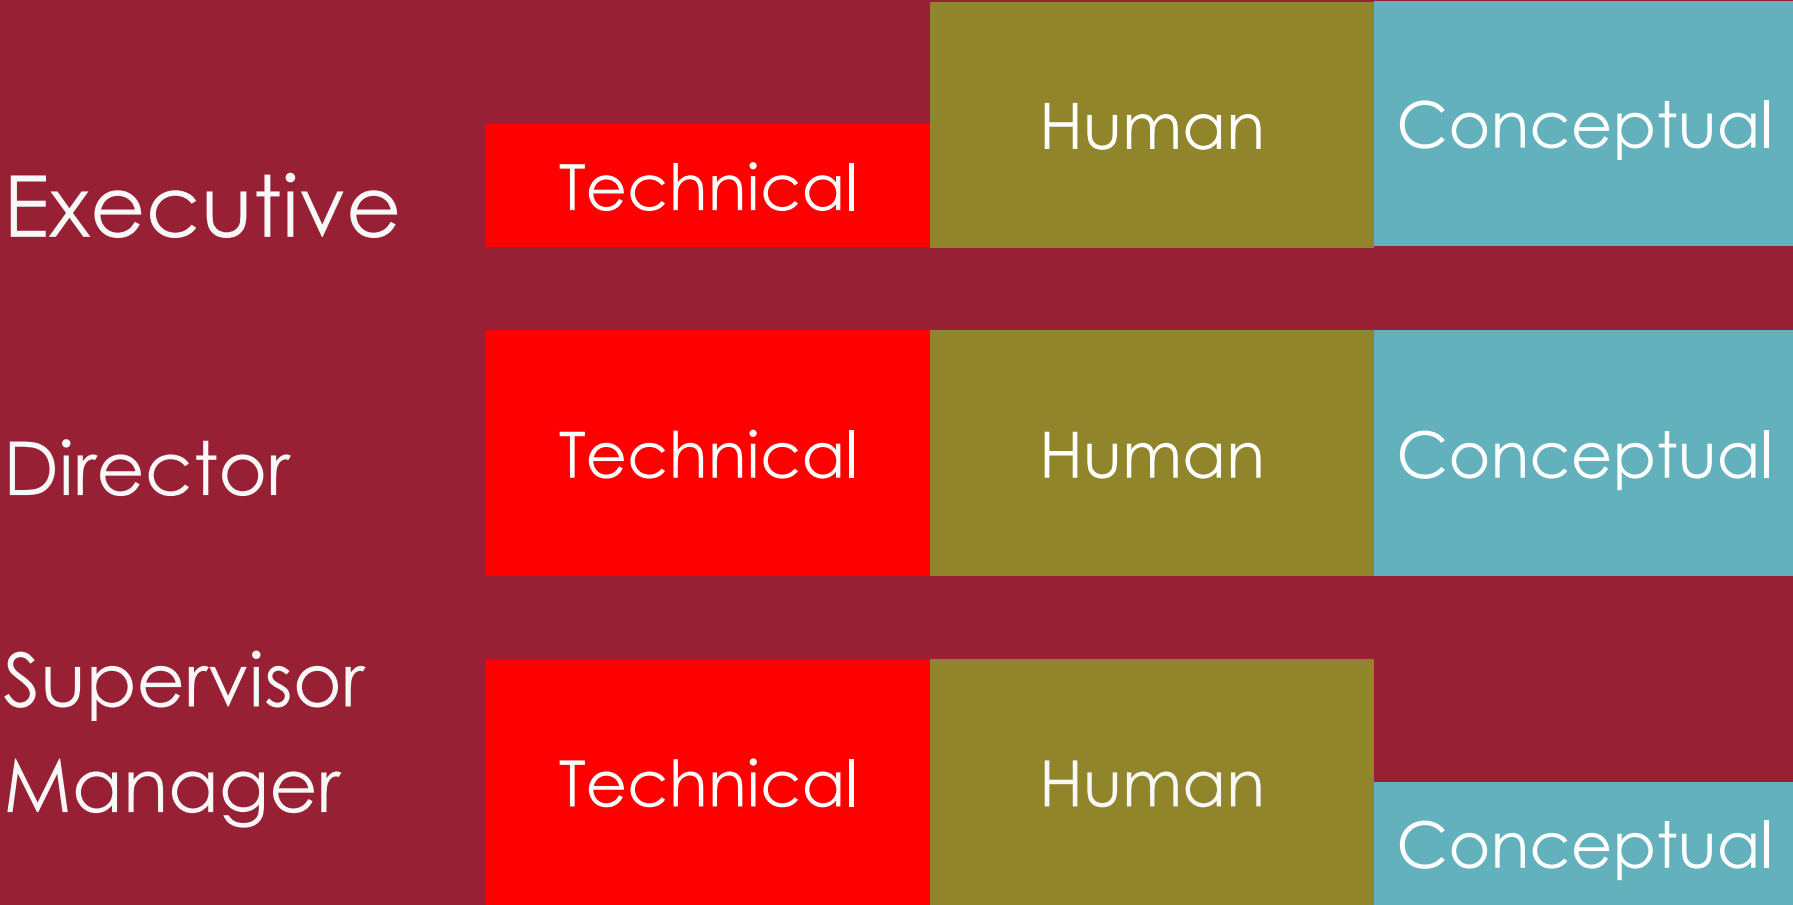 Executive
Technical
Human
Conceptual
Director
Technical
Human
Conceptual
Supervisor
Manager
Technical
Human
Conceptual